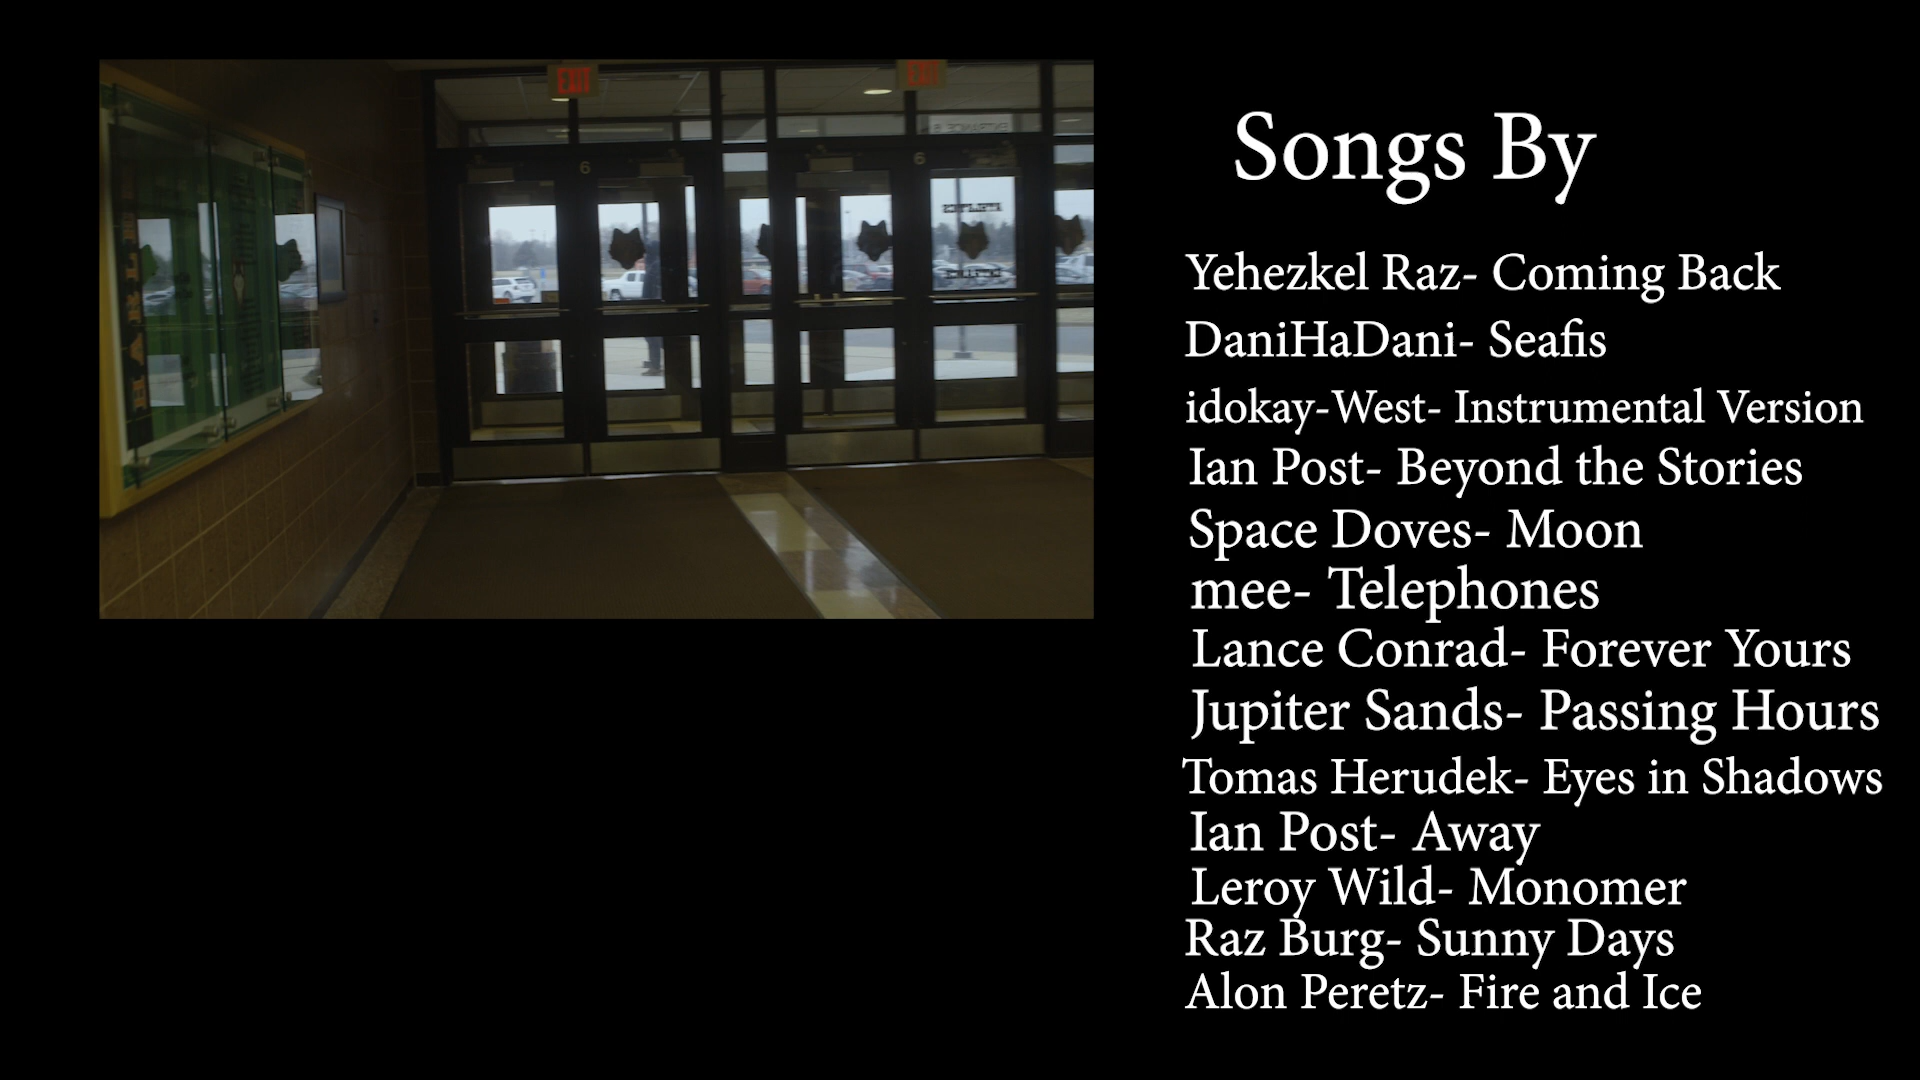 EXIT
EXIT
6
6
Songs By
Yehezkel Raz- Coming Back
DaniHaDani- Seafis
idokay-West- Instrumental Version
Ian Post- Beyond the Stories
Space Doves- Moon
mee- Telephones
Lance Conrad- Forever Yours
Jupiter Sands- Passing Hours
Tomas Herudek- Eyes in Shadows
Ian Post- Away
Leroy Wild- Monomer
Raz Burg- Sunny Days
Alon Peretz- Fire and Ice